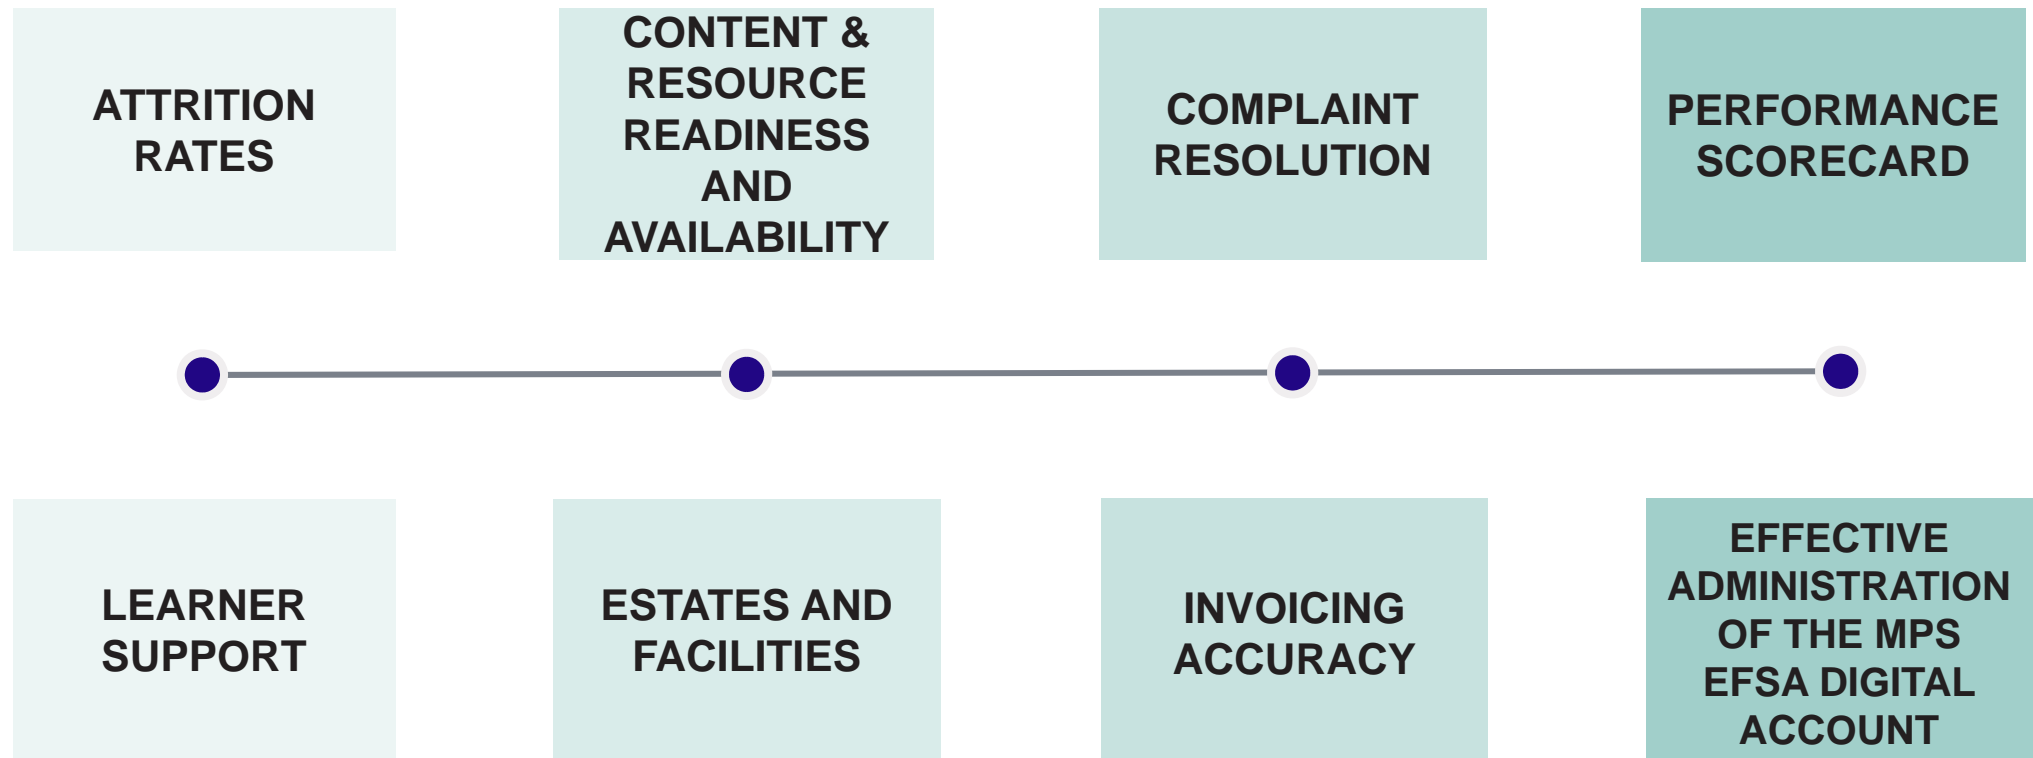 ATTRITION
RATES
CONTENT &
RESOURCE
READINESS
AND
AVAILABILITY
COMPLAINT
RESOLUTION
PERFORMANCE
SCORECARD
LEARNER
SUPPORT
ESTATES AND
FACILITIES
INVOICING
ACCURACY
EFFECTIVE
ADMINISTRATION
OF THE MPS
EFSA DIGITAL
ACCOUNT